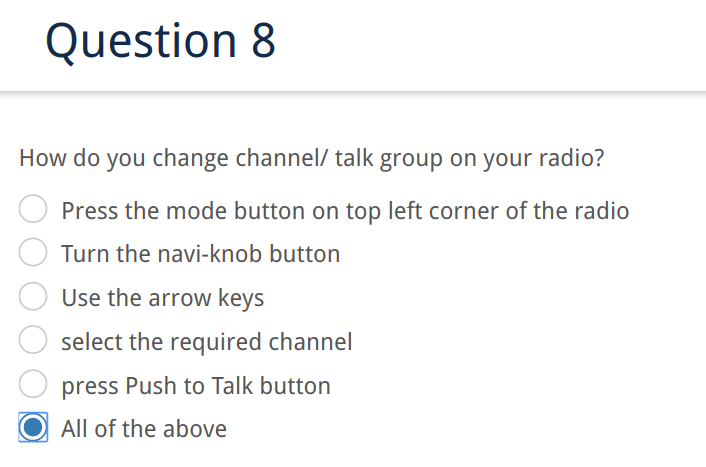 Question 8
How do you change channel/ talk group on your radio?
Press the mode button on top left corner of the radio
Turn the navi-knob button
Use the arrow keys
select the required channel
press Push to Talk button
All of the above